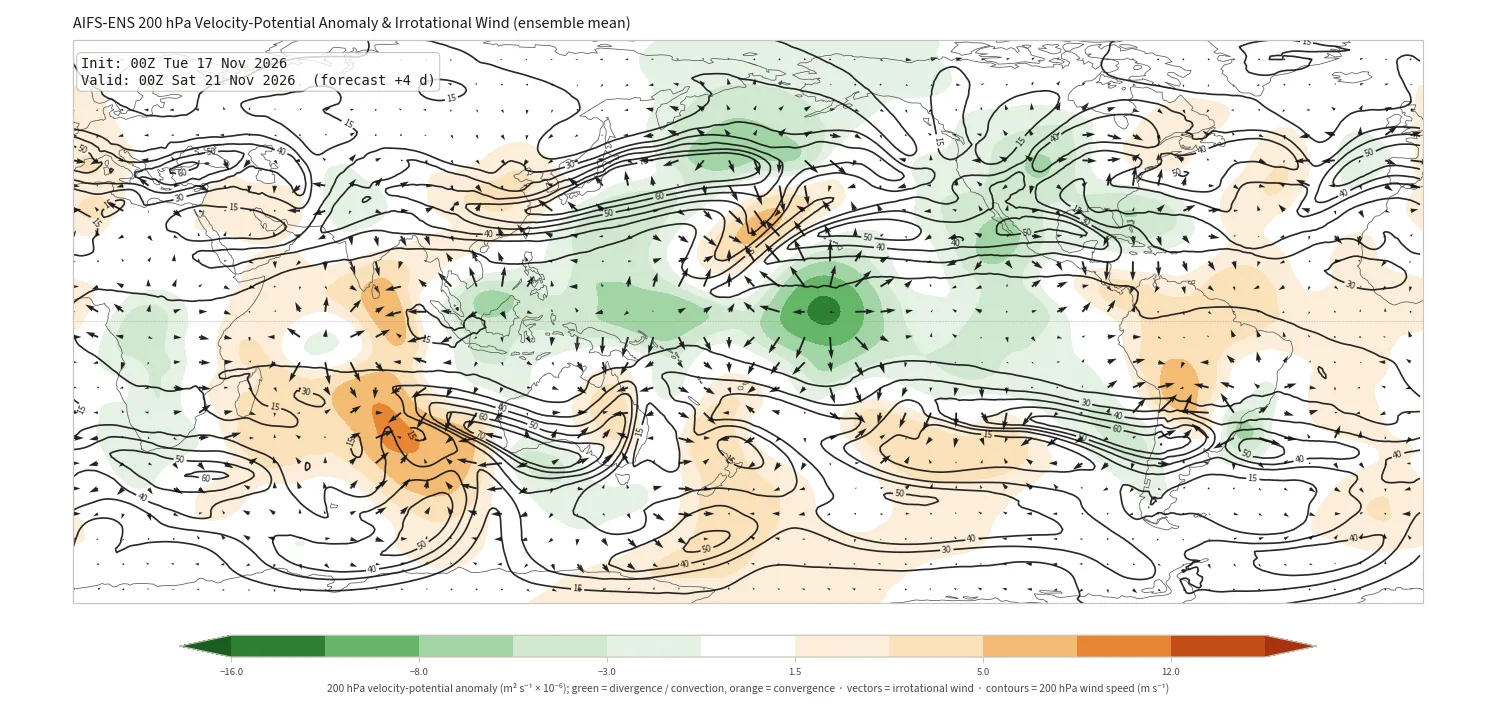 AIFS-ENS 200 hPa Velocity-Potential Anomaly & Irrotational Wind (ensemble mean)
Init: 00Z Tue 17 Nov 2026
Valid: 00Z Sat 21 Nov 2026  (forecast +4 d)
−16.0 −8.0 −3.0 1.5 5.0 12.0
200 hPa velocity-potential anomaly (m² s⁻¹ × 10⁻⁶); green = divergence / convection, orange = convergence · vectors = irrotational wind · contours = 200 hPa wind speed (m s⁻¹)